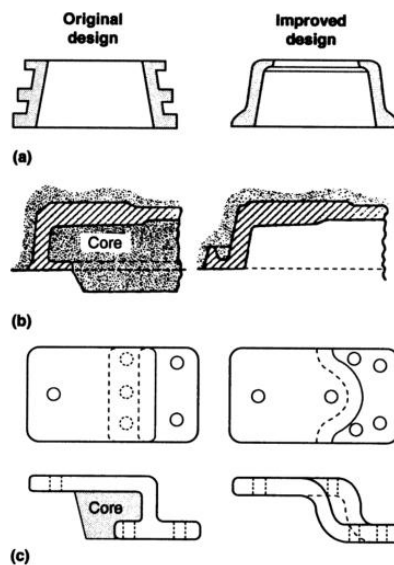 Original
design
Improved
design
(a)
Core
(b)
Core
(c)